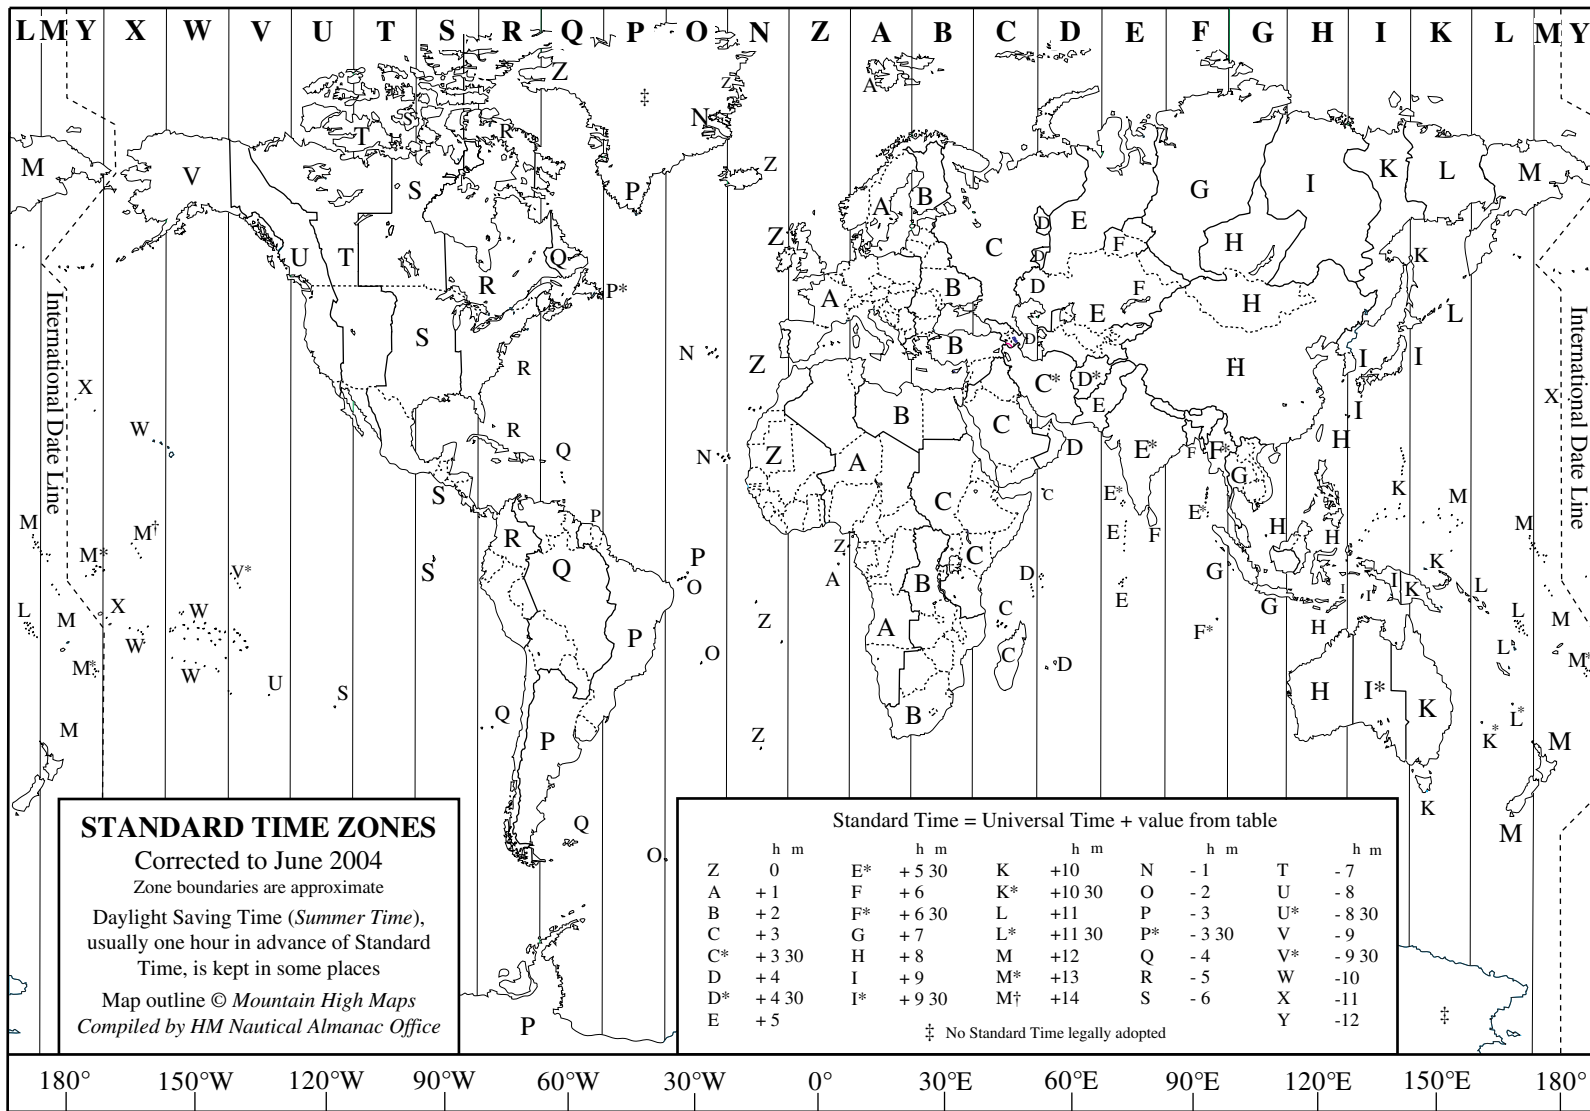 L M Y X W V U T S R Q P O N Z A B C D E F G H I K L M Y
Z
‡
Z
A
N
S
T
H
R
Z
M
V
S
P
A
B
G
I
K
L
M
D
E
C
Z
U
T
Q
R
P*
F
H
D
K
B
D
A
F
H
E
L
International Date Line
International Date Line
S
B
D
N
R
Z
C*
D*
E
H
I
I
X
X
W
R
B
C
I
H
Q
N
Z
A
D
E*
F
F*
G
S
M
M†
P
C
C
E*
E*
F
K
M
M
H
H
R
M*
S
V*
Q
P
O
Z
A
B
C
D
E
E
G
K
I
K
L
X
W
L
M
W
Z
C
G
I
I
L
M
P
A
F*
H
M*
W
O
C
D
L
M*
U
S
H
I*
K
M
Q
P
Z
B
K*
L*
M
K
M
Q
O
P
‡
STANDARD TIME ZONES
Corrected to June 2004
Zone boundaries are approximate
Daylight Saving Time (Summer Time),
usually one hour in advance of Standard
Time, is kept in some places
Map outline © Mountain High Maps
Compiled by HM Nautical Almanac Office
Standard Time = Universal Time + value from table
h m h m h m h m h m
Z 0 E* + 5 30 K +10 N - 1 T - 7
A + 1 F + 6 K* +10 30 O - 2 U - 8
B + 2 F* + 6 30 L +11 P - 3 U* - 8 30
C + 3 G + 7 L* +11 30 P* - 3 30 V - 9
C* + 3 30 H + 8 M +12 Q - 4 V* - 9 30
D + 4 I + 9 M* +13 R - 5 W -10
D* + 4 30 I* + 9 30 M† +14 S - 6 X -11
E + 5 Y -12
‡ No Standard Time legally adopted
180° 150°W 120°W 90°W 60°W 30°W 0° 30°E 60°E 90°E 120°E 150°E 180°